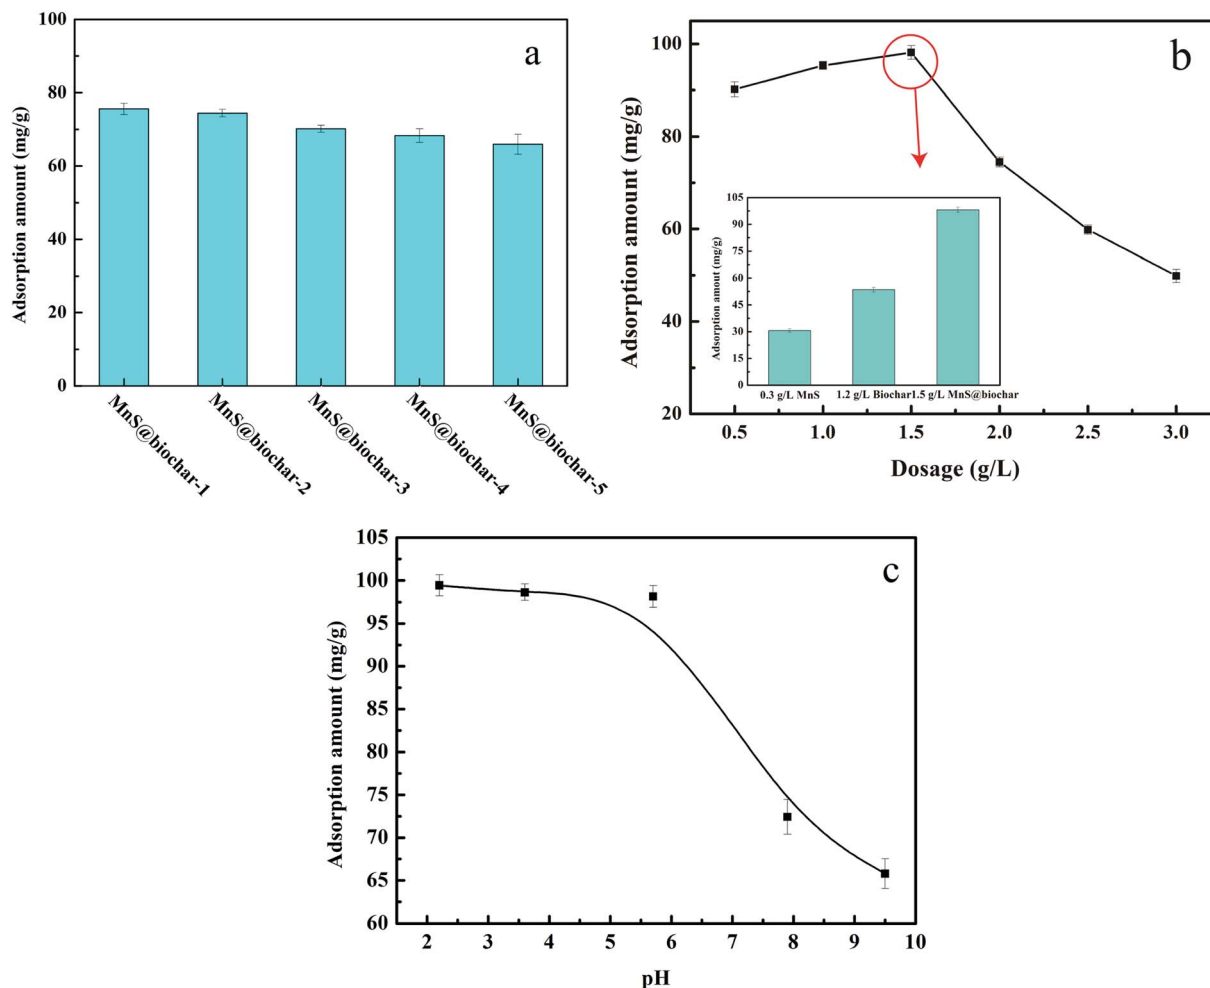 a
Adsorption amount (mg/g)
100
80
60
40
20
0
MnS@biochar-1
MnS@biochar-2
MnS@biochar-3
MnS@biochar-4
MnS@biochar-5
b
Adsorption amount (mg/g)
100
80
60
40
20
0.5 1.0 1.5 2.0 2.5 3.0
Dosage (g/L)
Adsorption amout (mg/g)
105
90
75
60
45
30
15
0
0.3 g/L MnS 1.2 g/L Biochar 1.5 g/L MnS@biochar
c
Adsorption amount (mg/g)
105
100
95
90
85
80
75
70
65
60
2 3 4 5 6 7 8 9 10
pH